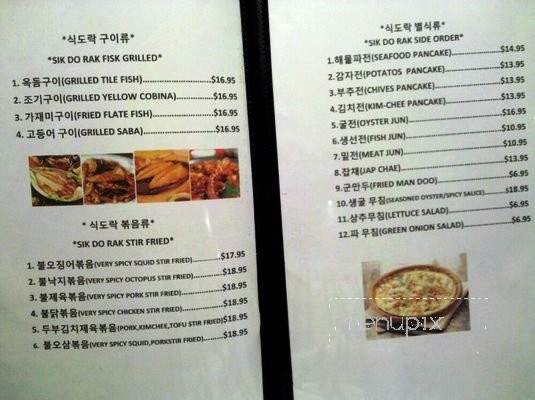 *식도락 구이류*
*SIK DO RAK FISK GRILLED*
1. 옥돔구이(GRILLED TILE FISH)..........................$16.95
2. 조기구이(GRILLED YELLOW COBINA)..................$16.95
3. 가재미구이(FRIED FLATE FISH)..........................$16.95
4. 고등어 구이(GRILLED SABA)..............................$16.95
* 식도락 볶음류*
*SIK DO RAK STIR FRIED*
1. 불오징어볶음(VERY SPICY SQUID STIR FRIED)..................$17.95
2. 불낙지볶음(VERY SPICY OCTOPUS STIR FRIED)..................$18.95
3. 불제육볶음(VERY SPICY PORK STIR FRIED)..................$18.95
4. 불닭볶음(VERY SPICY CHICKEN STIR FRIED)..................$18.95
5. 두부김치제육볶음(PORK,KIMCHEE,TOFU STIR FRIED)$18.95
6. 불오삼볶음(VERY SPICY SQUID,PORKSTIR FRIED).........$18.95
*식도락 별식류*
*SIK DO RAK SIDE ORDER*
1.해물파전(SEAFOOD PANCAKE)..................$14.95
2.감자전(POTATOS PANCAKE)..................$10.95
3.부추전(CHIVES PANCAKE)..................$13.95
4.김치전(KIM-CHEE PANCAKE)..................$13.95
5.굴전(OYSTER JUN)..................$16.95
6.생선전(FISH JUN)..................$10.95
7.밀전(MEAT JUN)..................$10.95
8.잡채(JAP CHAE)..................$13.95
9.군만두(FRIED MAN DOO)..................$6.95
10.생굴 무침(SEASONED OYSTER/SPICY SAUCE)......$18.95
11.상추무침(LETTUCE SALAD)..................$6.95
12.파 무침(GREEN ONION SALAD)..................$6.95
menupix